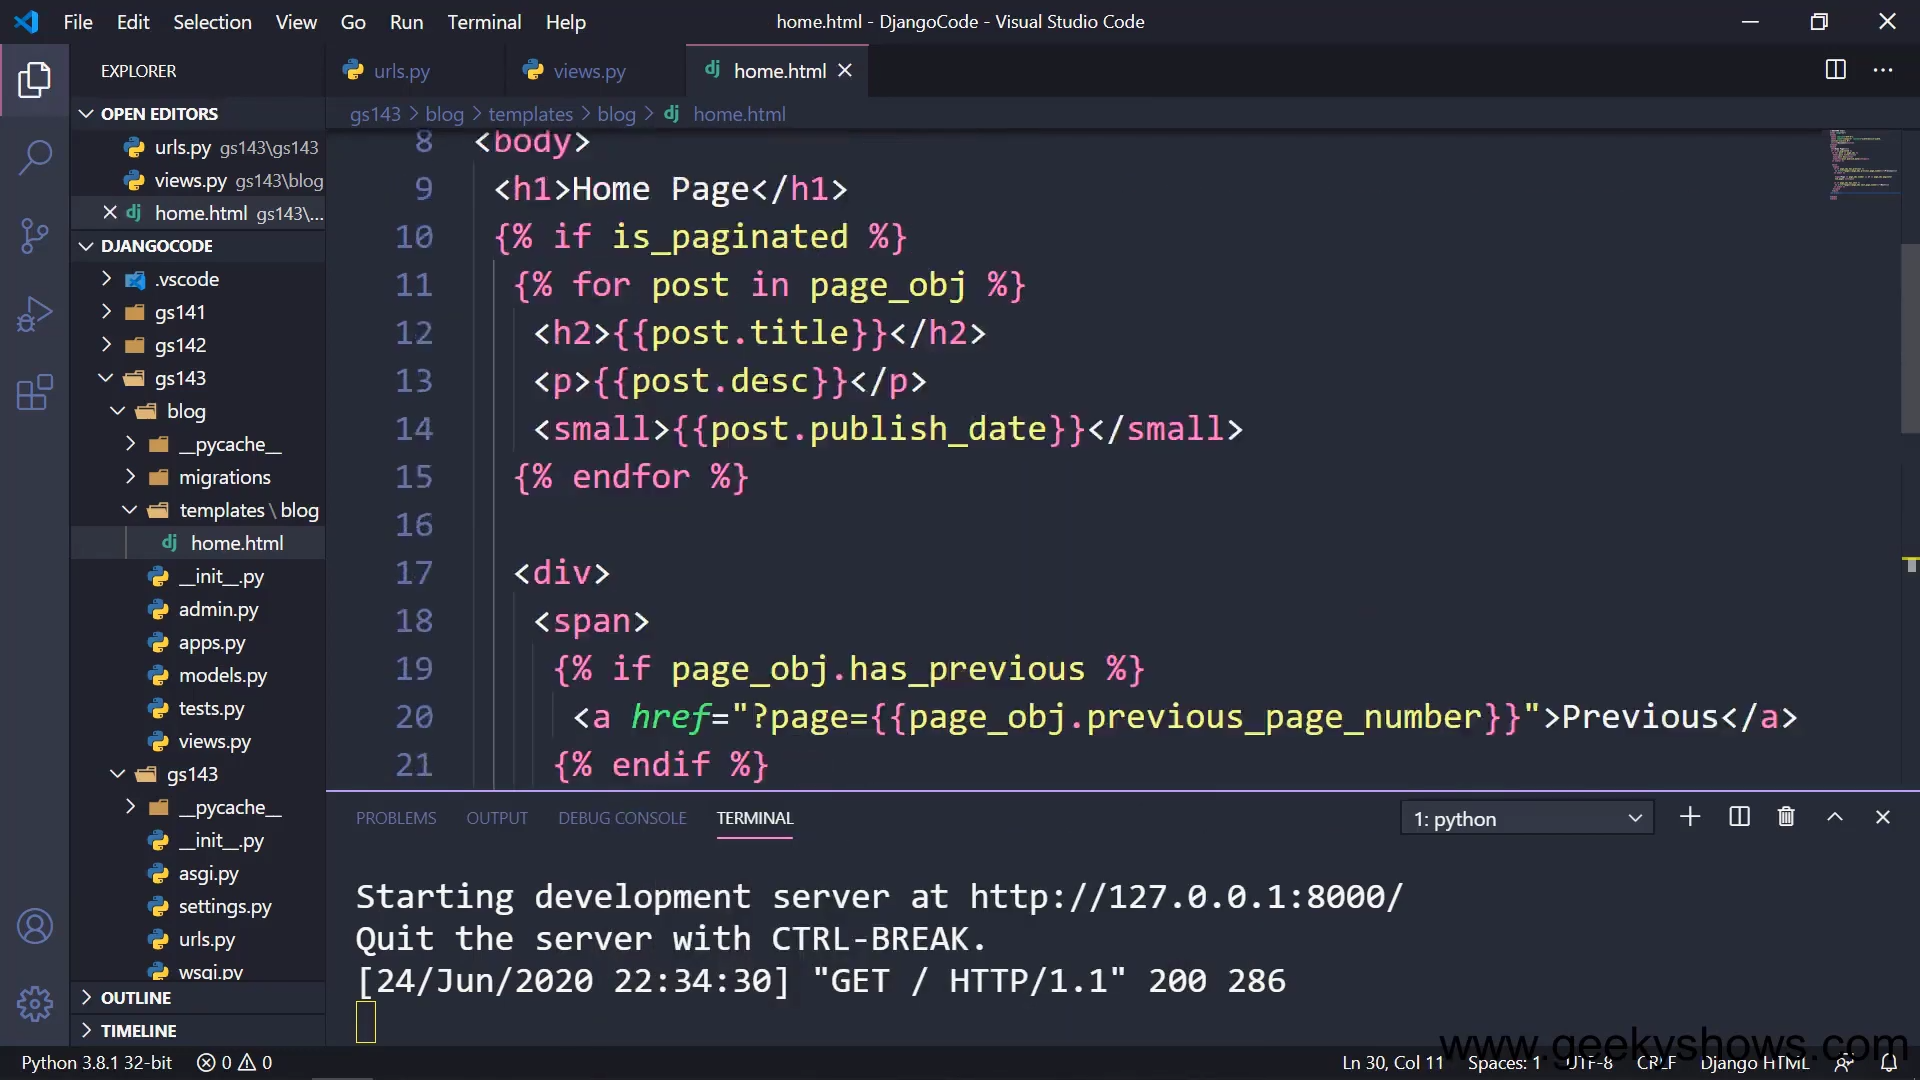 File Edit Selection View Go Run Terminal Help
home.html - DjangoCode - Visual Studio Code
EXPLORER
OPEN EDITORS
urls.py gs143\gs143
views.py gs143\blog
home.html gs143\...
DJANGOCODE
.vscode
gs141
gs142
gs143
blog
__pycache__
migrations
templates \ blog
home.html
__init__.py
admin.py
apps.py
models.py
tests.py
views.py
gs143
__pycache__
__init__.py
asgi.py
settings.py
urls.py
wsgi.py
OUTLINE
TIMELINE
urls.py views.py home.html
gs143 > blog > templates > blog > home.html
8 <body>
9 <h1>Home Page</h1>
10 {% if is_paginated %}
11 {% for post in page_obj %}
12 <h2>{{post.title}}</h2>
13 <p>{{post.desc}}</p>
14 <small>{{post.publish_date}}</small>
15 {% endfor %}
16
17 <div>
18 <span>
19 {% if page_obj.has_previous %}
20 <a href="?page={{page_obj.previous_page_number}}">Previous</a>
21 {% endif %}
PROBLEMS OUTPUT DEBUG CONSOLE TERMINAL
1: python
Starting development server at http://127.0.0.1:8000/
Quit the server with CTRL-BREAK.
[24/Jun/2020 22:34:30] "GET / HTTP/1.1" 200 286
www.geekyshows.com
Python 3.8.1 32-bit 0 0 Ln 30, Col 11 Spaces: 1 UTF-8 CRLF Django HTML